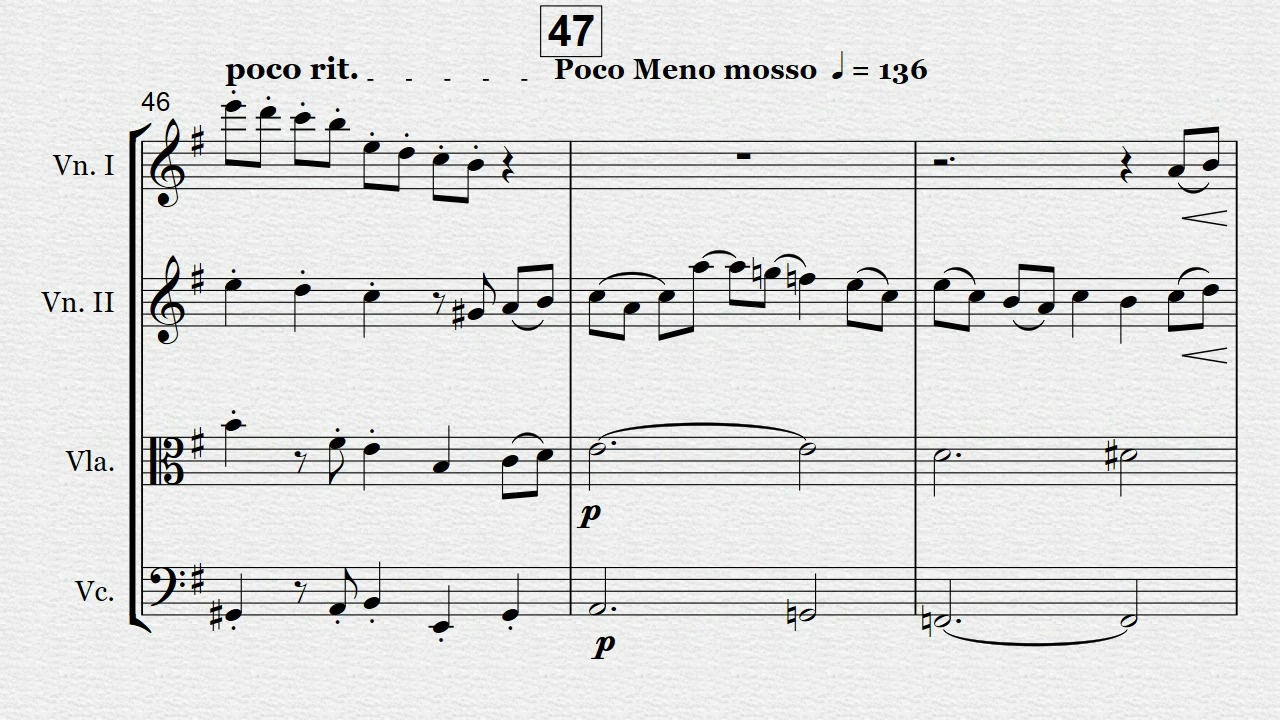 47
poco rit. - - - - - Poco Meno mosso ♩ = 136
46
Vn. I
Vn. II
Vla.
p
Vc.
p